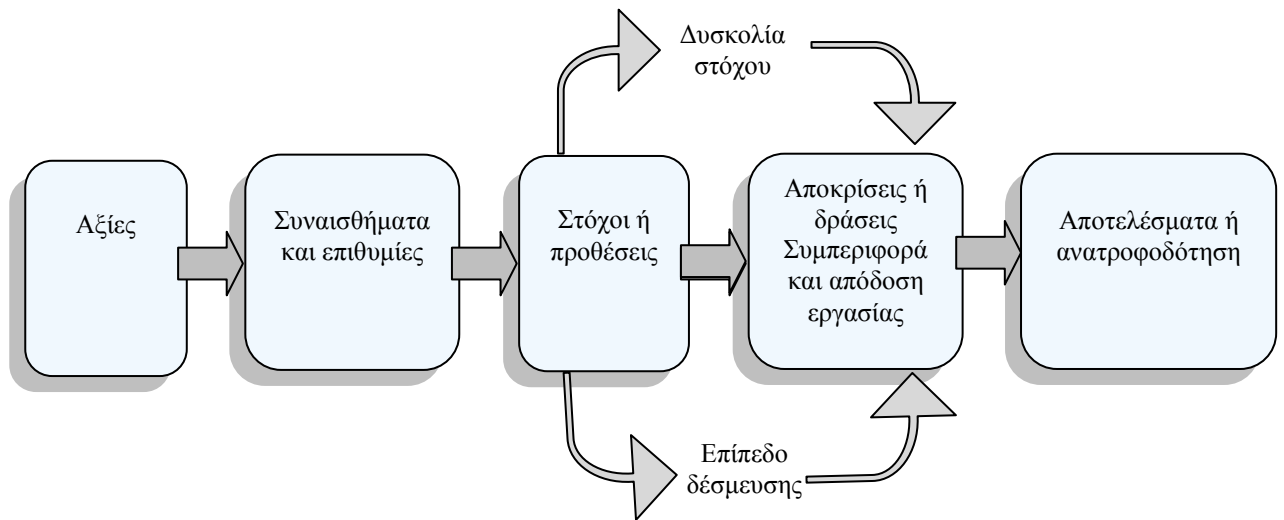 Δυσκολία
στόχου
Αξίες
Συναισθήματα
και επιθυμίες
Στόχοι ή
προθέσεις
Αποκρίσεις ή
δράσεις
Συμπεριφορά
και απόδοση
εργασίας
Αποτελέσματα ή
ανατροφοδότηση
Επίπεδο
δέσμευσης